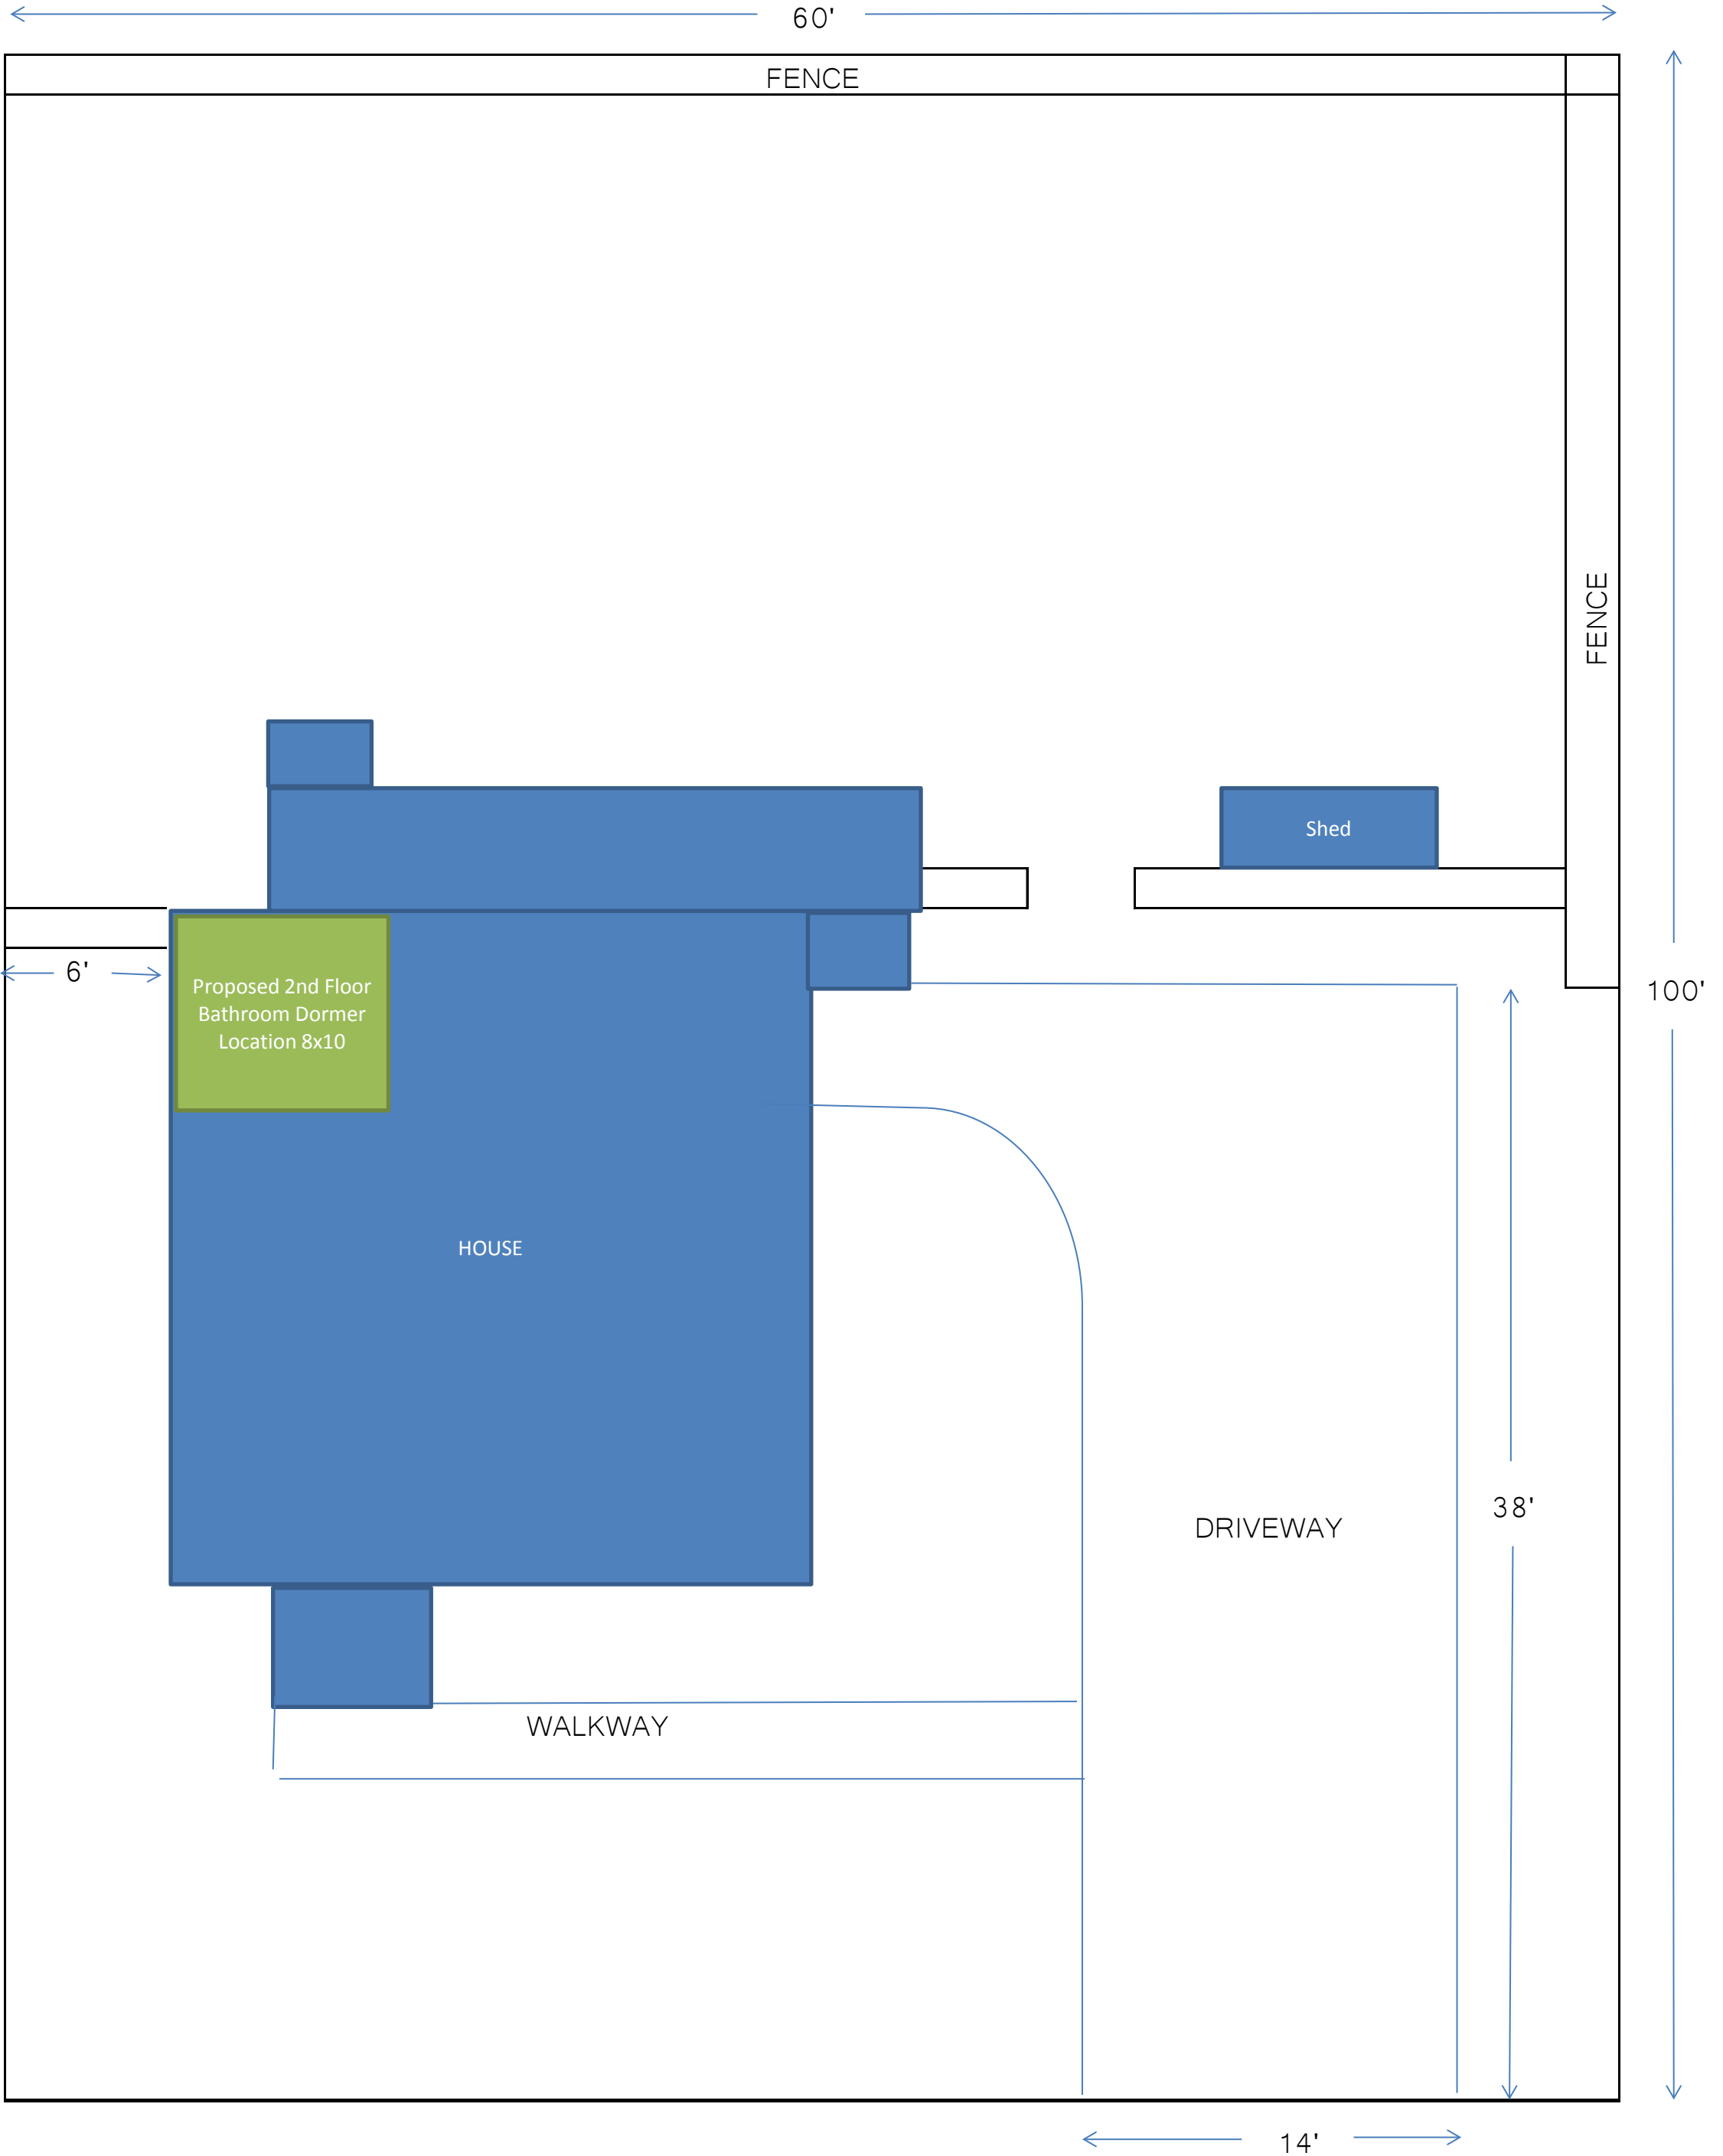 60'
FENCE
FENCE
Shed
6'
Proposed 2nd Floor
Bathroom Dormer
Location 8x10
100'
HOUSE
38'
DRIVEWAY
WALKWAY
14'